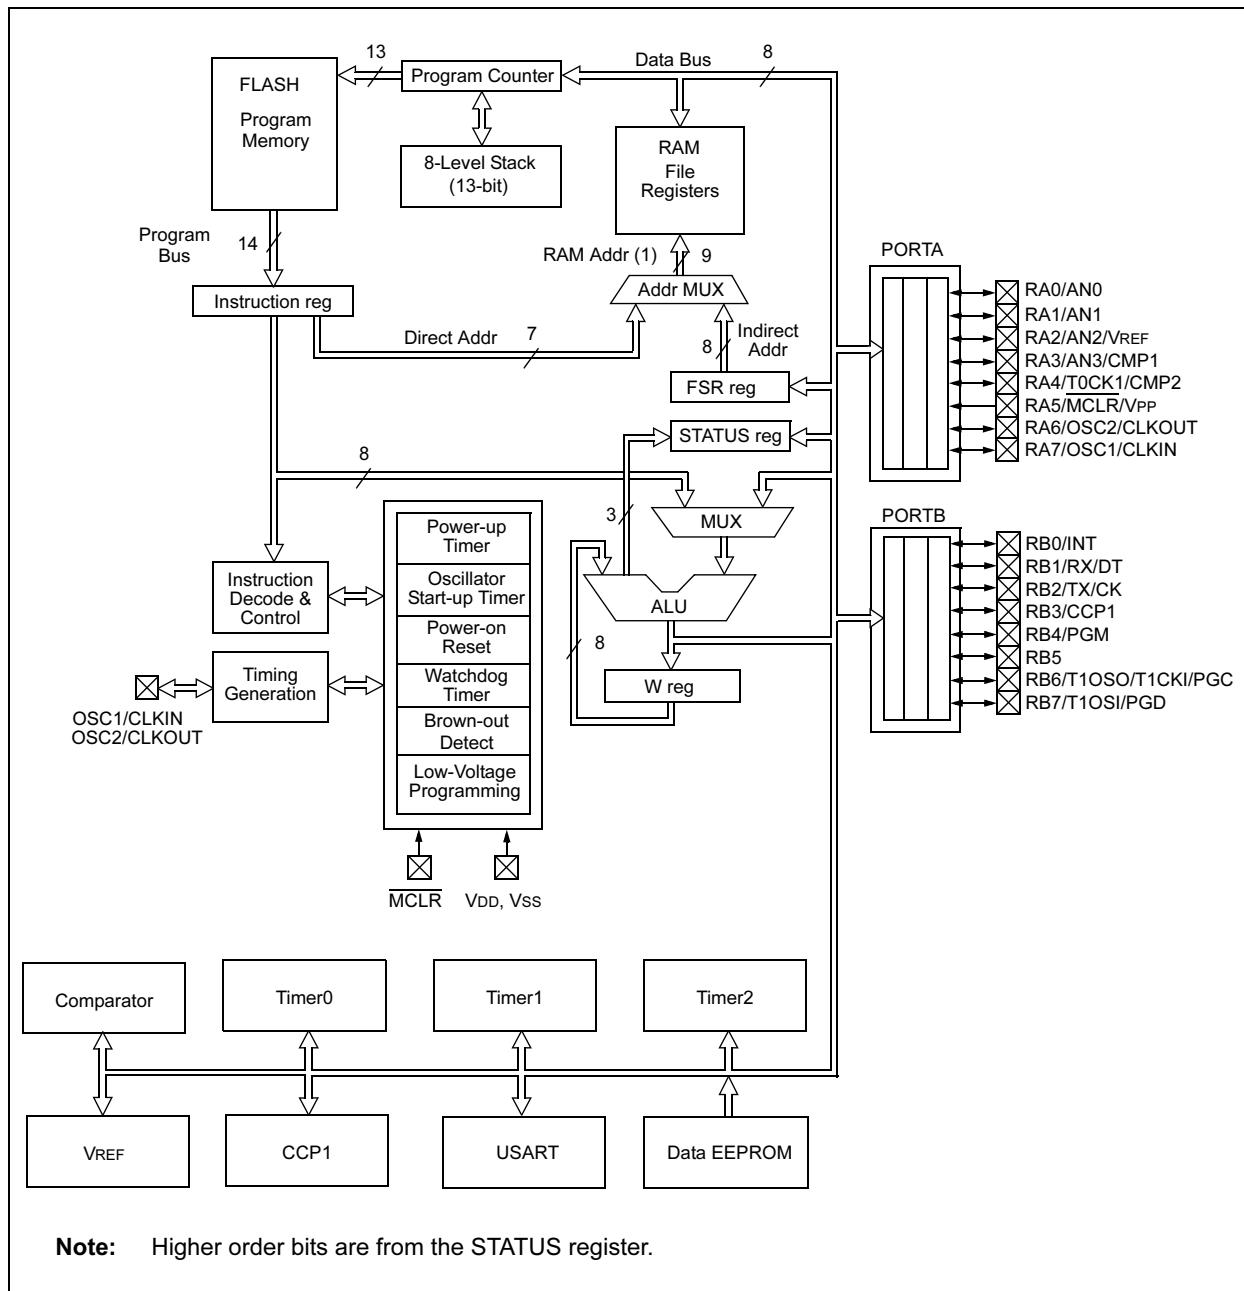 13
Data Bus
8
FLASH
Program
Memory
Program Counter
8-Level Stack
(13-bit)
RAM
File
Registers
Program
Bus
14
RAM Addr (1)
9
Instruction reg
Addr MUX
Direct Addr
7
8
Indirect
Addr
FSR reg
STATUS reg
8
3
MUX
Power-up
Timer
Oscillator
Start-up Timer
Power-on
Reset
Watchdog
Timer
Brown-out
Detect
Low-Voltage
Programming
Instruction
Decode &
Control
Timing
Generation
OSC1/CLKIN
OSC2/CLKOUT
ALU
8
W reg
MCLR
VDD, VSS
PORTA
RA0/AN0
RA1/AN1
RA2/AN2/VREF
RA3/AN3/CMP1
RA4/T0CK1/CMP2
RA5/MCLR/VPP
RA6/OSC2/CLKOUT
RA7/OSC1/CLKIN
PORTB
RB0/INT
RB1/RX/DT
RB2/TX/CK
RB3/CCP1
RB4/PGM
RB5
RB6/T1OSO/T1CKI/PGC
RB7/T1OSI/PGD
Comparator
Timer0
Timer1
Timer2
VREF
CCP1
USART
Data EEPROM
Note: Higher order bits are from the STATUS register.